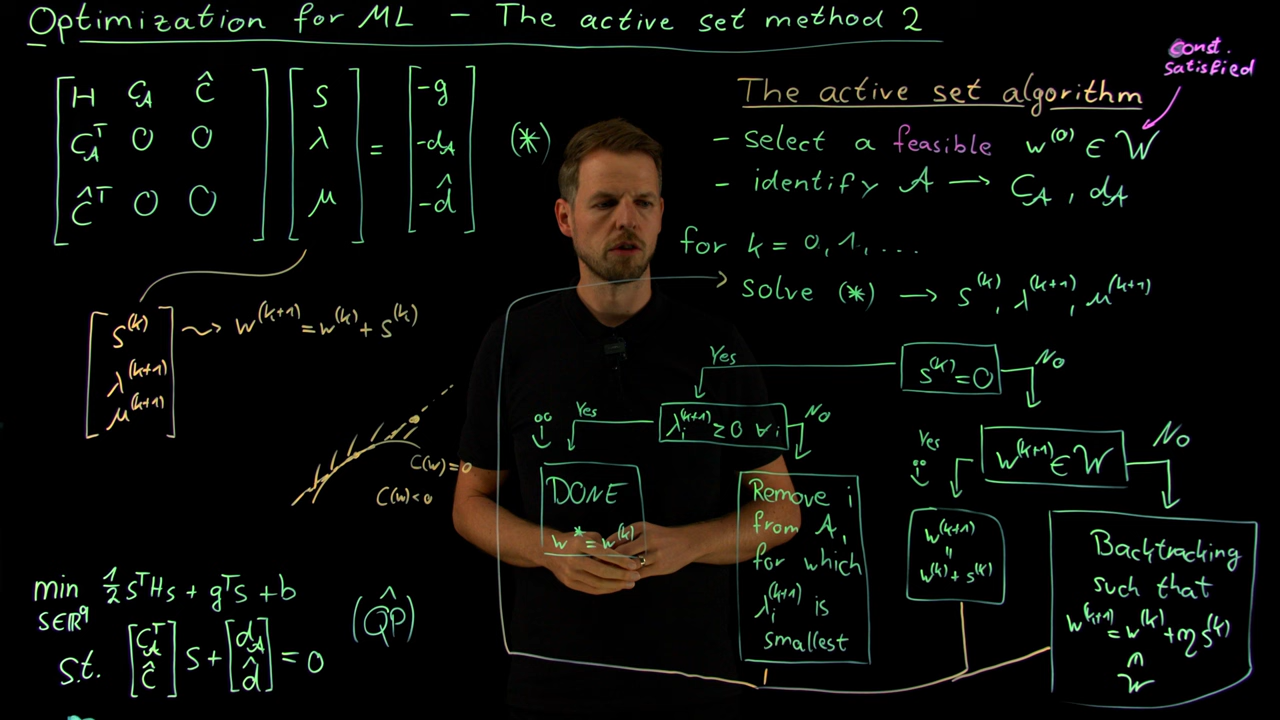 Optimization for ML – The active set method 2
const.
satisfied
[H C_A Ĉ; C_A^T 0 0; Ĉ^T 0 0] [s; λ; μ] = [-g; -d_A; -d̂] (*)
The active set algorithm
- select a feasible w^(0) ∈ W
- identify A → C_A, d_A
for k = 0, 1, ...
solve (*) → s^(k), λ^(k+1), μ^(k+1)
[s^(k); λ^(k+1); μ^(k+1)] ⇝ w^(k+1) = w^(k) + s^(k)
s^(k) = 0
Yes
No
λ_i^(k+1) ≥ 0 ∀ i
Yes
No
w^(k+1) ∈ W
Yes
No
C(w) = 0
C(w) < 0
DONE
w* = w^(k)
Remove i
from A,
for which
λ_i^(k+1) is
smallest
w^(k+1)
=
w^(k) + s^(k)
Backtracking
such that
w^(k+1) = w^(k) + η s^(k)
∈
W
min 1/2 s^T H s + g^T s + b
s∈ℝ^q
(Q̂P)
s.t. [C_A^T; Ĉ] s + [d_A; d̂] = 0